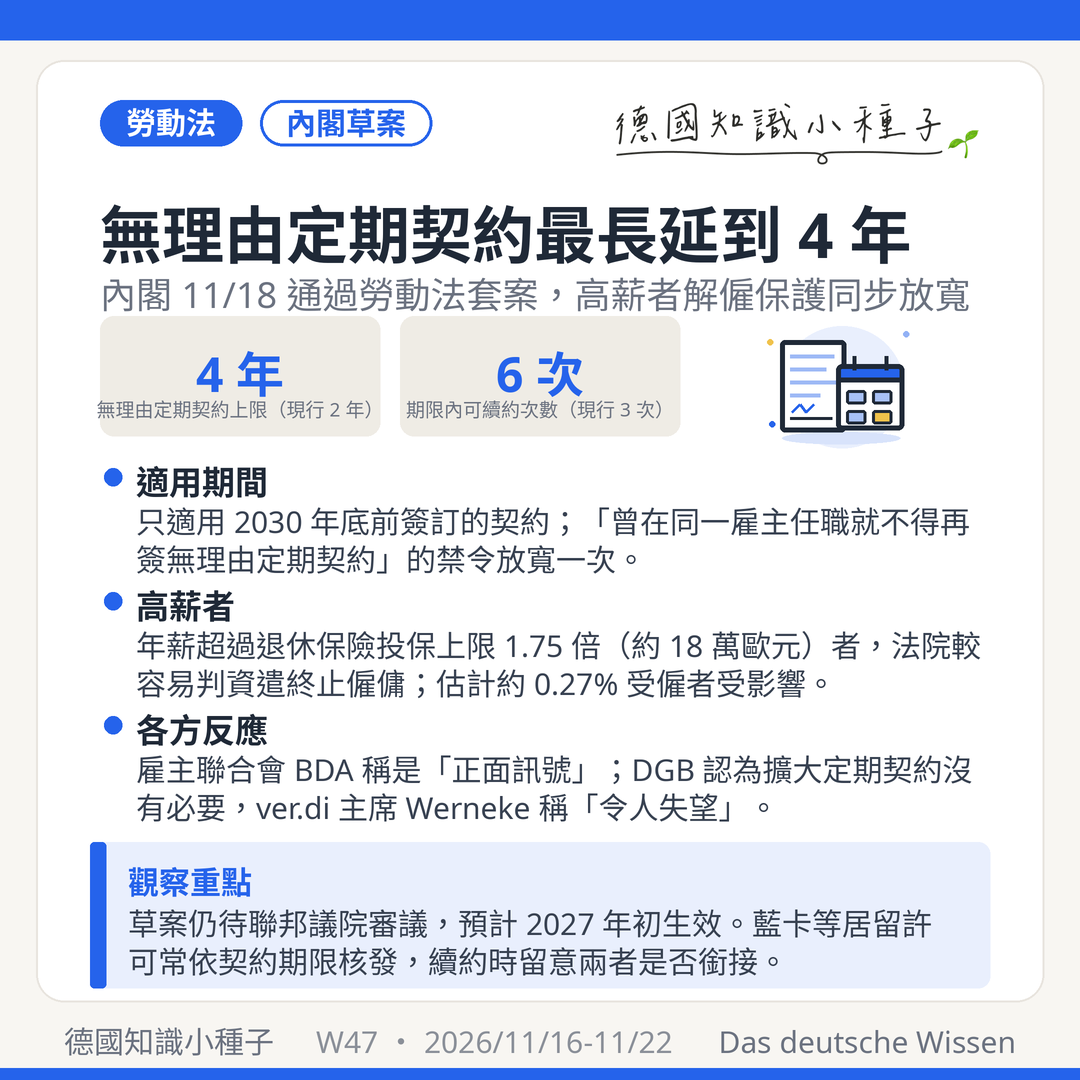 勞動法
內閣草案
德國知識小種子
無理由定期契約最長延到 4 年
內閣 11/18 通過勞動法套案，高薪者解僱保護同步放寬
4 年
無理由定期契約上限（現行 2 年）
6 次
期限內可續約次數（現行 3 次）
適用期間
只適用 2030 年底前簽訂的契約；「曾在同一雇主任職就不得再
簽無理由定期契約」的禁令放寬一次。
高薪者
年薪超過退休保險投保上限 1.75 倍（約 18 萬歐元）者，法院較
容易判資遣終止僱傭；估計約 0.27% 受僱者受影響。
各方反應
雇主聯合會 BDA 稱是「正面訊號」；DGB 認為擴大定期契約沒
有必要，ver.di 主席 Werneke 稱「令人失望」。
觀察重點
草案仍待聯邦議院審議，預計 2027 年初生效。藍卡等居留許
可常依契約期限核發，續約時留意兩者是否銜接。
德國知識小種子
W47 • 2026/11/16-11/22
Das deutsche Wissen